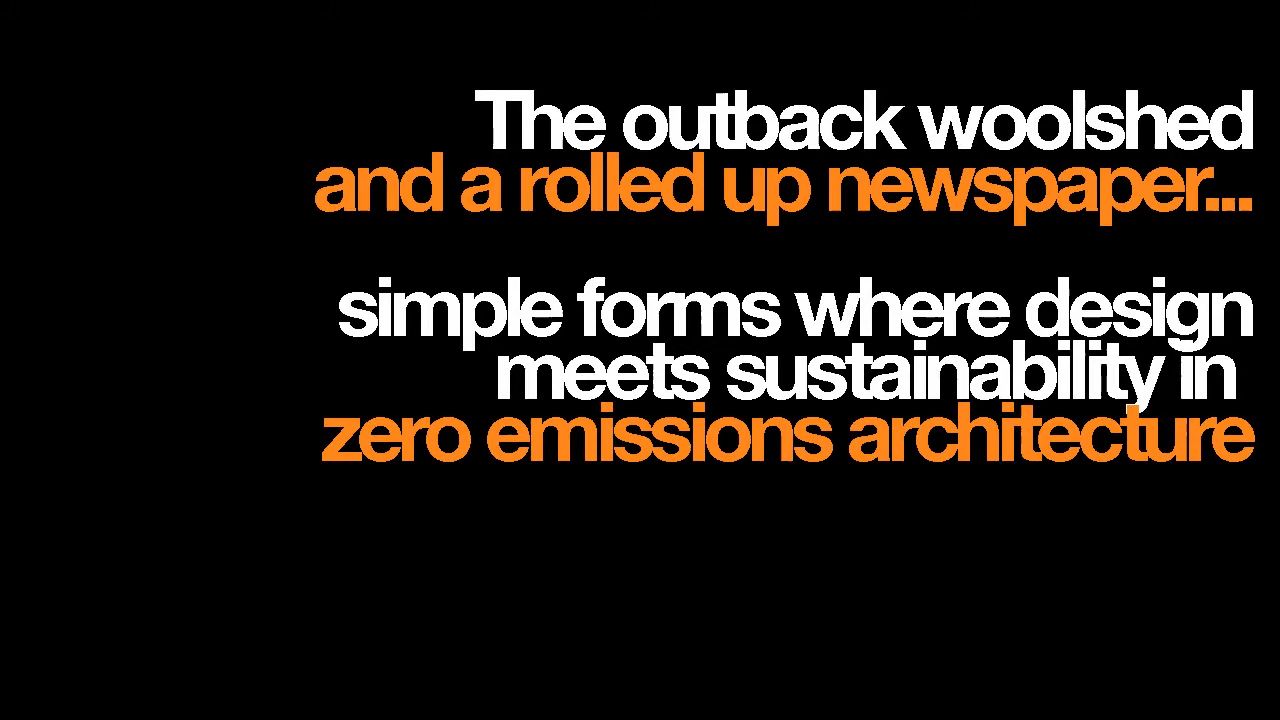 The outback woolshed
and a rolled up newspaper...
simple forms where design
meets sustainability in
zero emissions architecture